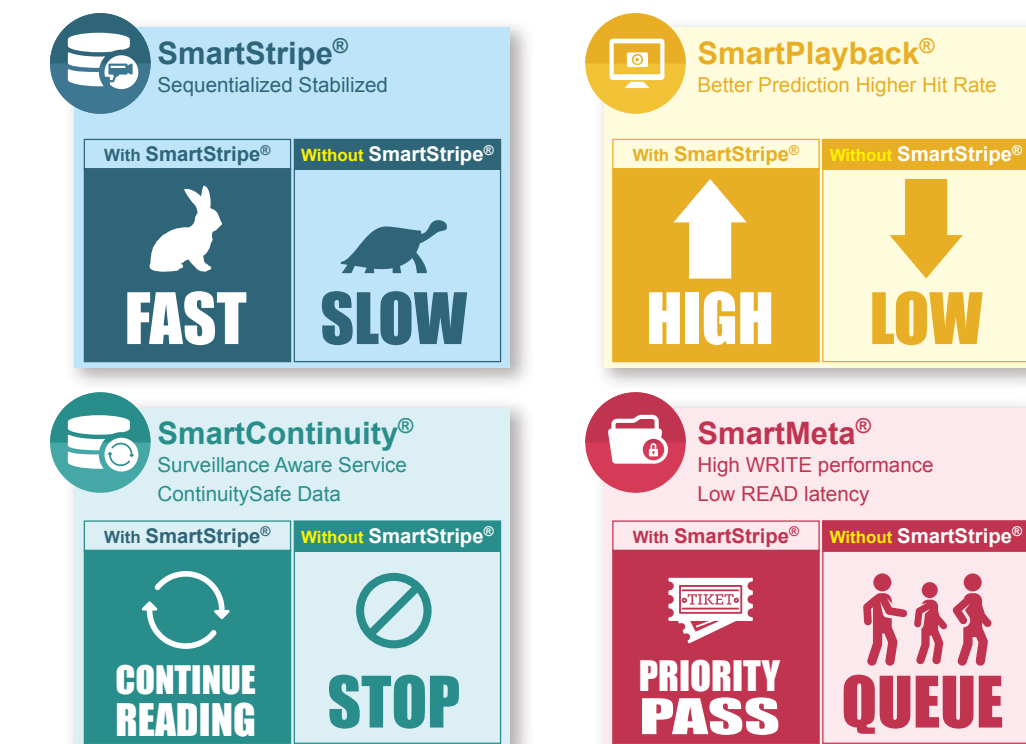 SmartStripe®
Sequentialized Stabilized
With SmartStripe®
Without SmartStripe®
FAST
SLOW
SmartPlayback®
Better Prediction Higher Hit Rate
With SmartStripe®
Without SmartStripe®
HIGH
LOW
SmartContinuity®
Surveillance Aware Service
ContinuitySafe Data
With SmartStripe®
Without SmartStripe®
CONTINUE
READING
STOP
SmartMeta®
High WRITE performance
Low READ latency
With SmartStripe®
Without SmartStripe®
TIKET
PRIORITY
PASS
QUEUE